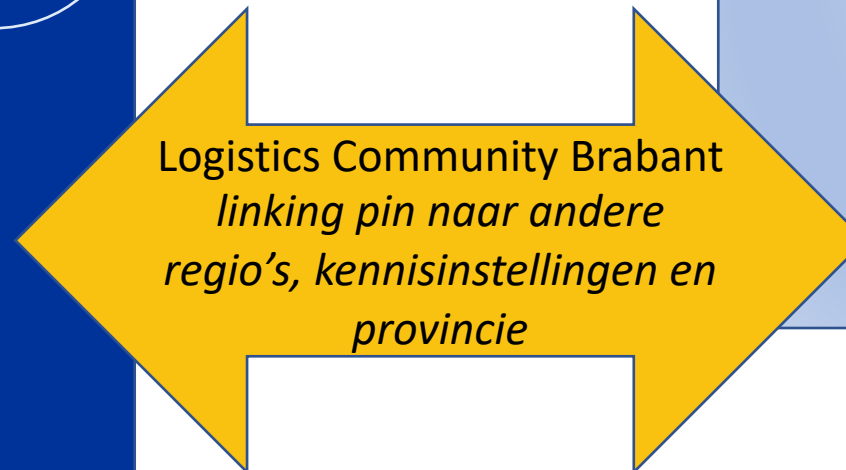 Logistics Community Brabant
linking pin naar andere
regio’s, kennisinstellingen en
provincie